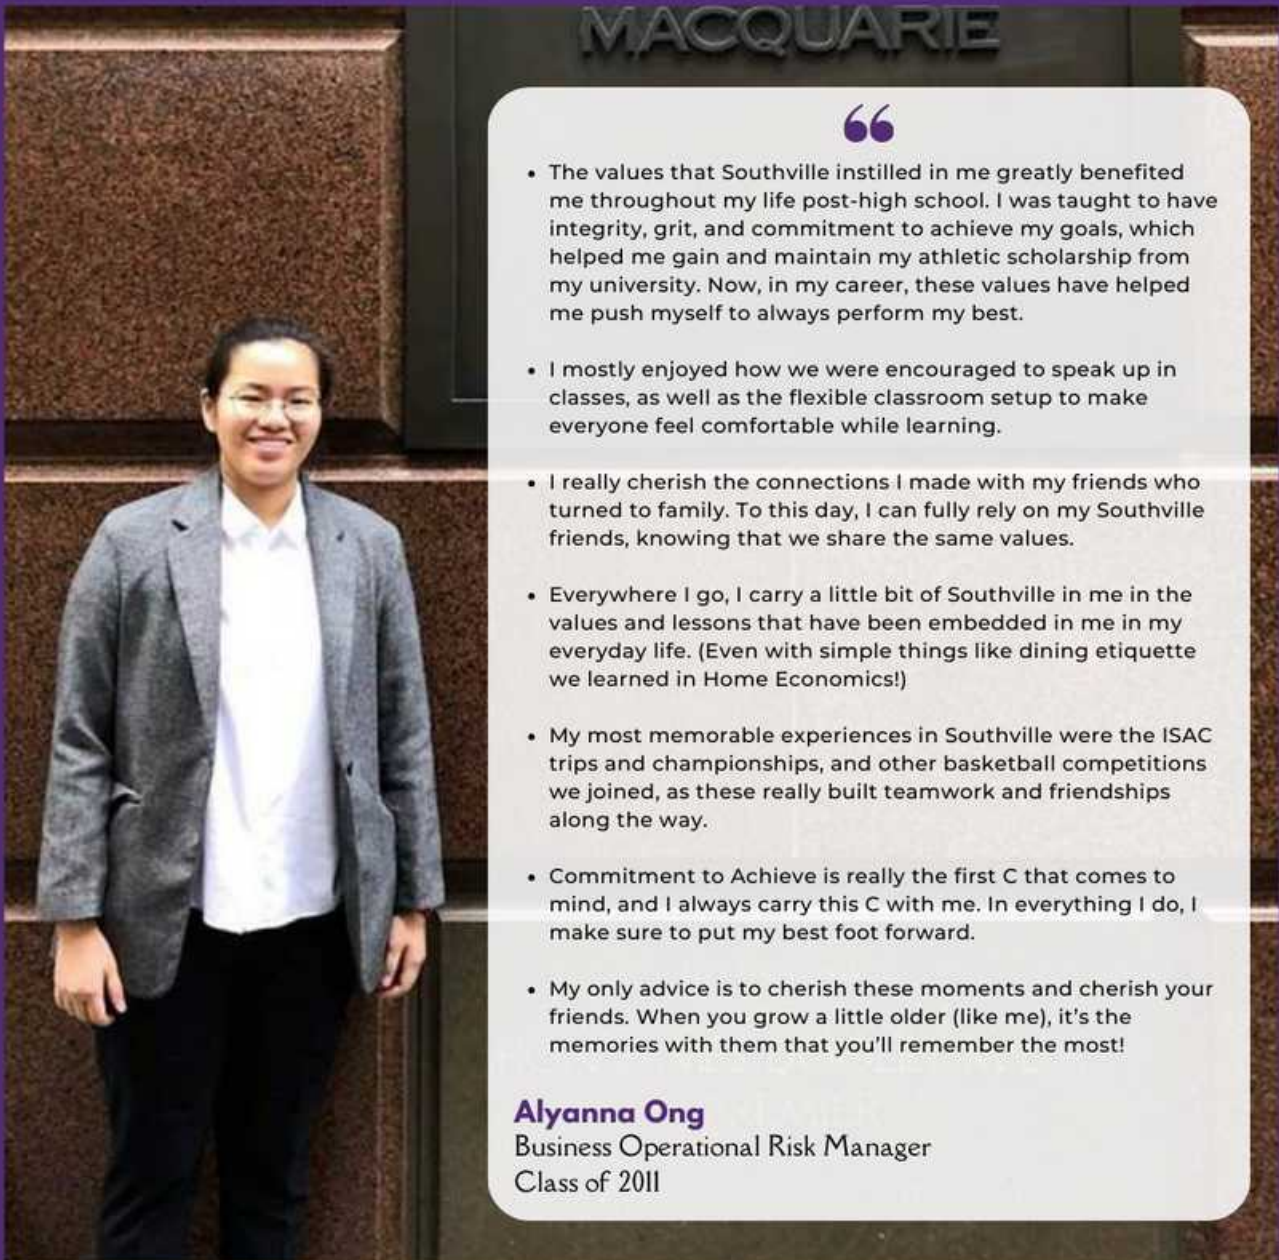 MACQUARIE
“
• The values that Southville instilled in me greatly benefited
me throughout my life post-high school. I was taught to have
integrity, grit, and commitment to achieve my goals, which
helped me gain and maintain my athletic scholarship from
my university. Now, in my career, these values have helped
me push myself to always perform my best.
• I mostly enjoyed how we were encouraged to speak up in
classes, as well as the flexible classroom setup to make
everyone feel comfortable while learning.
• I really cherish the connections I made with my friends who
turned to family. To this day, I can fully rely on my Southville
friends, knowing that we share the same values.
• Everywhere I go, I carry a little bit of Southville in me in the
values and lessons that have been embedded in me in my
everyday life. (Even with simple things like dining etiquette
we learned in Home Economics!)
• My most memorable experiences in Southville were the ISAC
trips and championships, and other basketball competitions
we joined, as these really built teamwork and friendships
along the way.
• Commitment to Achieve is really the first C that comes to
mind, and I always carry this C with me. In everything I do, I
make sure to put my best foot forward.
• My only advice is to cherish these moments and cherish your
friends. When you grow a little older (like me), it's the
memories with them that you'll remember the most!
Alyanna Ong
Business Operational Risk Manager
Class of 2011